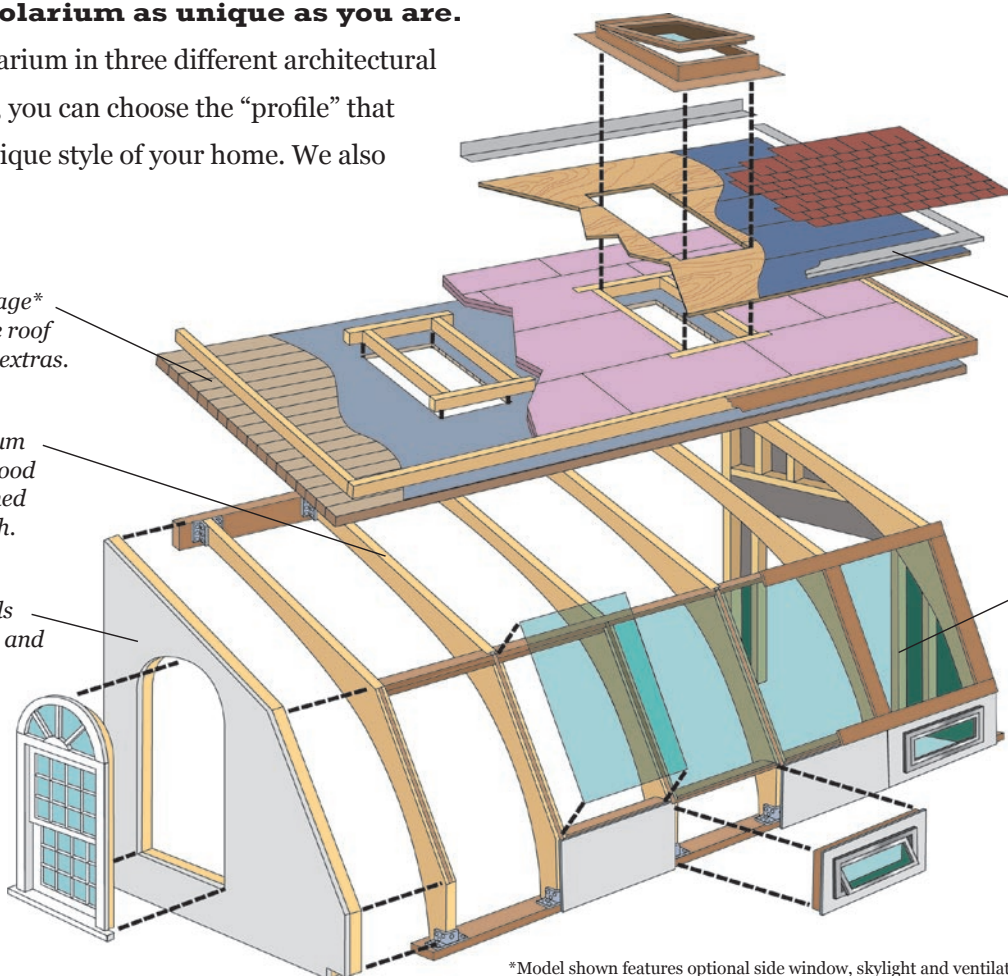 olarium as unique as you are.
arium in three different architectural
you can choose the “profile” that
ique style of your home. We also
age*
roof
extras.
um
ood
ned
h.
ls
and
*Model shown features optional side window, skylight and ventilat